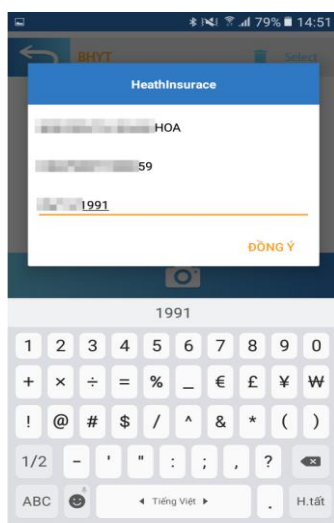 79% 14:51
BHYT Select
HeathInsurace
HOA
59
1991
ĐỒNG Ý
1991
1 2 3 4 5 6 7 8 9 0
+ × ÷ = % _ € £ ¥ ₩
! @ # $ / ^ & * ( )
1/2 - ' " : ; , ?
ABC Tiếng Việt . H.tất